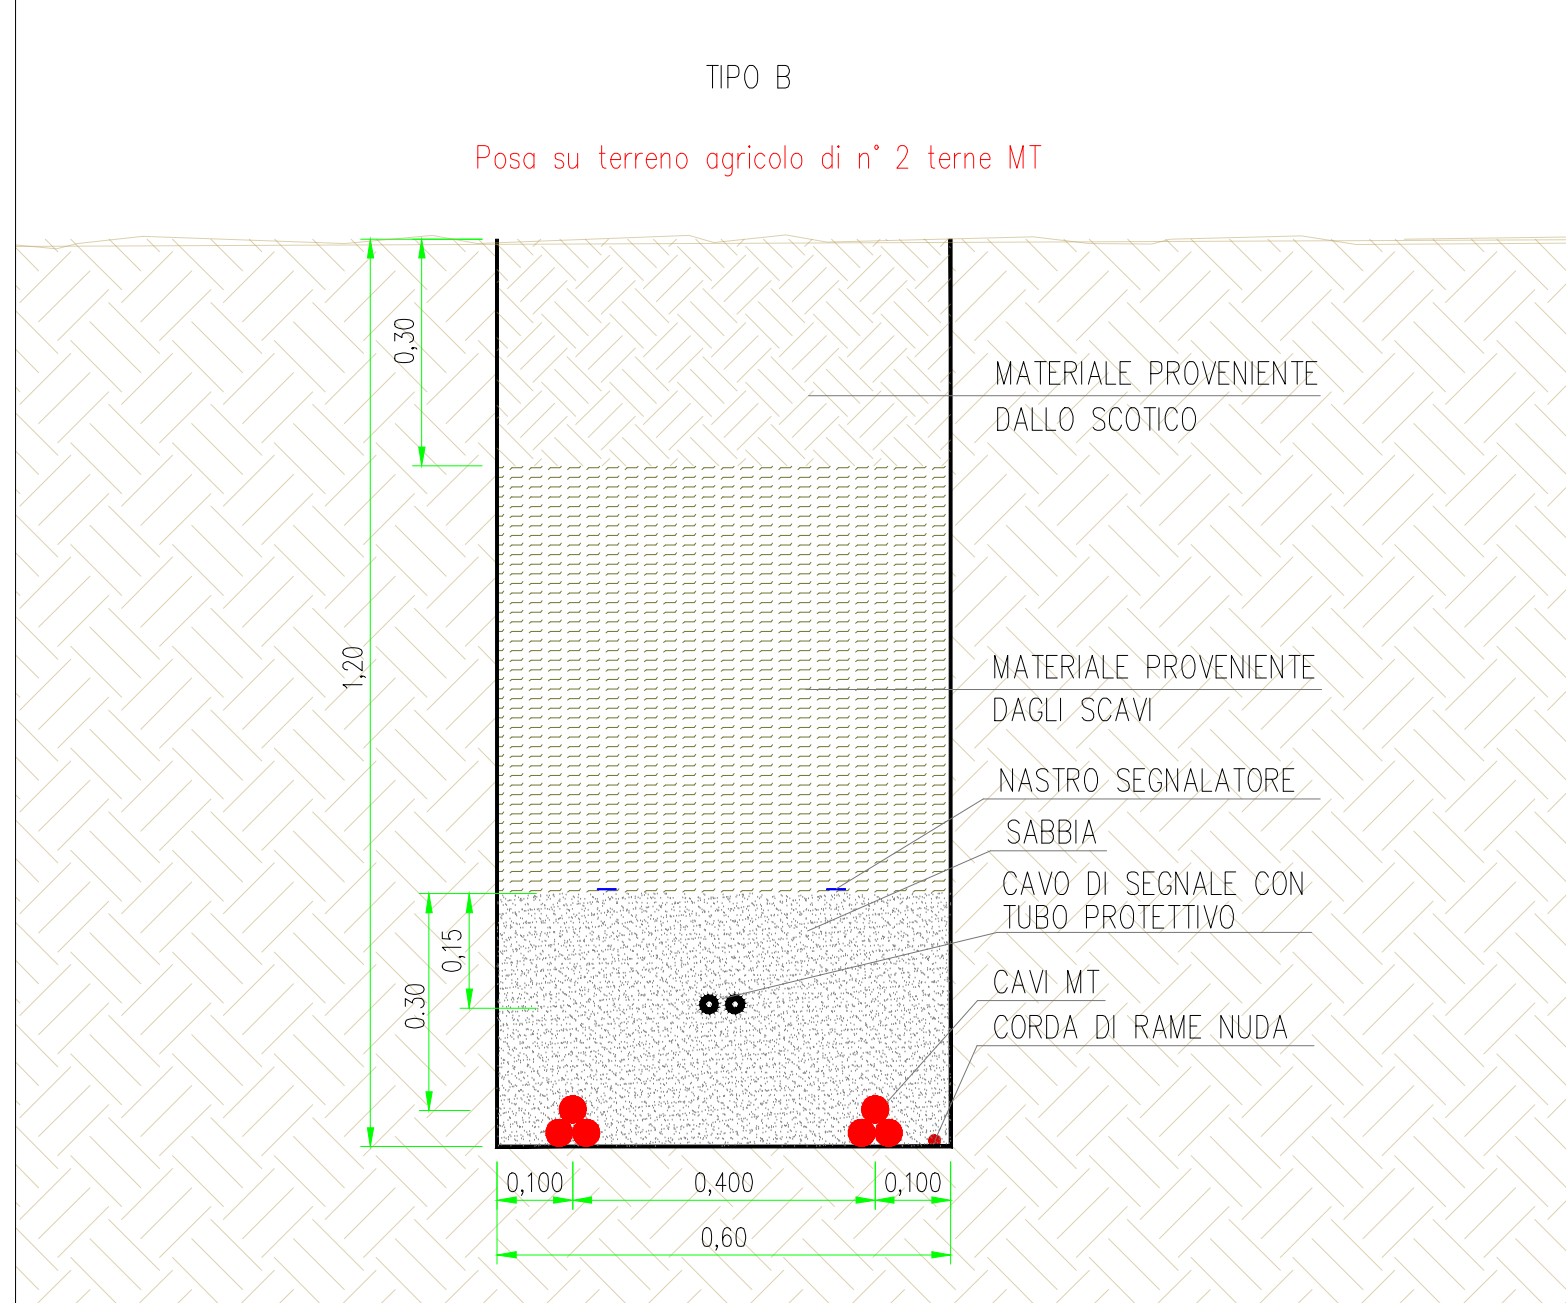 TIPO B
Posa su terreno agricolo di n° 2 terne MT
0,30
MATERIALE PROVENIENTE
DALLO SCOTICO
1,20
MATERIALE PROVENIENTE
DAGLI SCAVI
NASTRO SEGNALATORE
SABBIA
CAVO DI SEGNALE CON
TUBO PROTETTIVO
0,15
0.30
CAVI MT
CORDA DI RAME NUDA
0,100
0,400
0,100
0,60